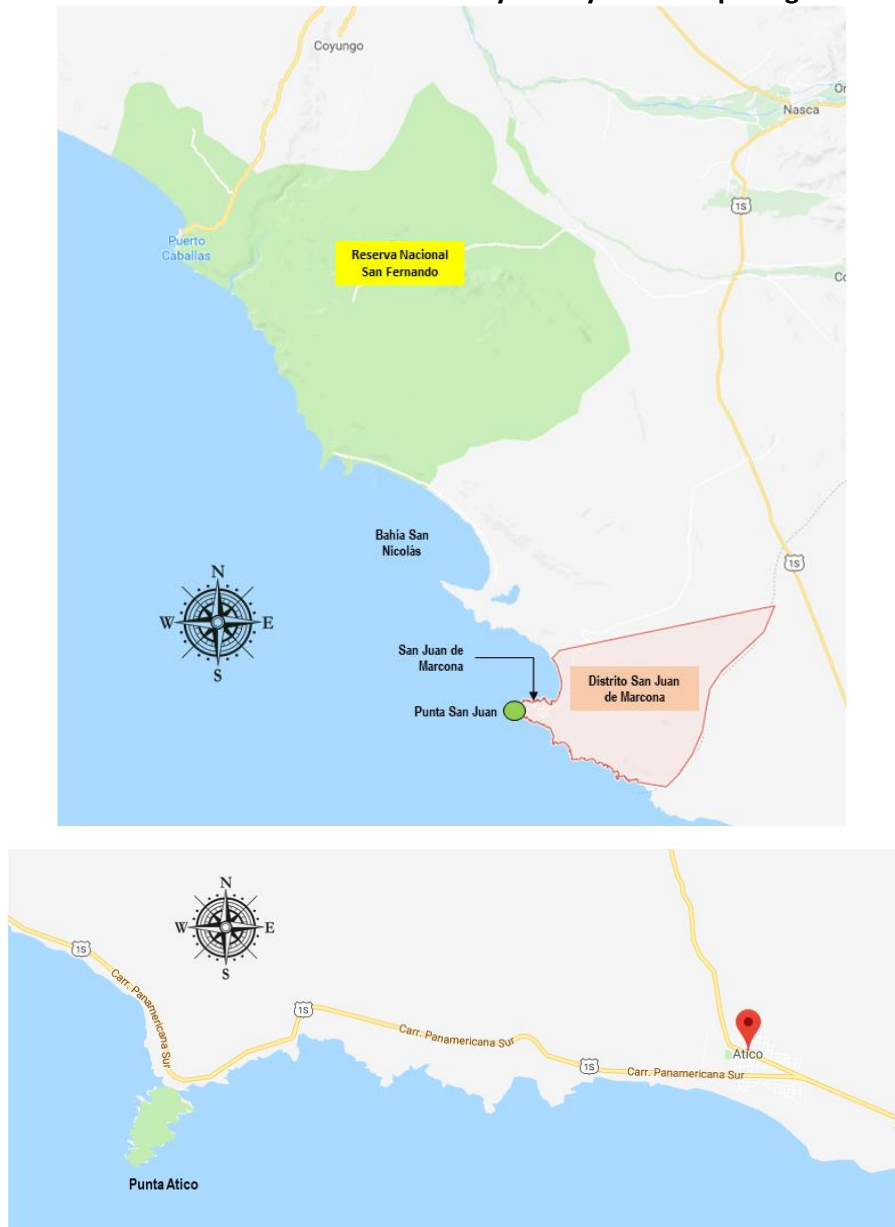 Coyungo
Nasca
1S
Puerto
Caballas
Reserva Nacional
San Fernando
Bahia San
Nicolás
1S
N
W E
S
San Juan de
Marcona
Distrito San Juan
de Marcona
Punta San Juan
N
W E
S
1S
Carr. Panamericana Sur
1S
Carr. Panamericana Sur
1S
Carr. Panamericana Sur
Atico
Punta Atico